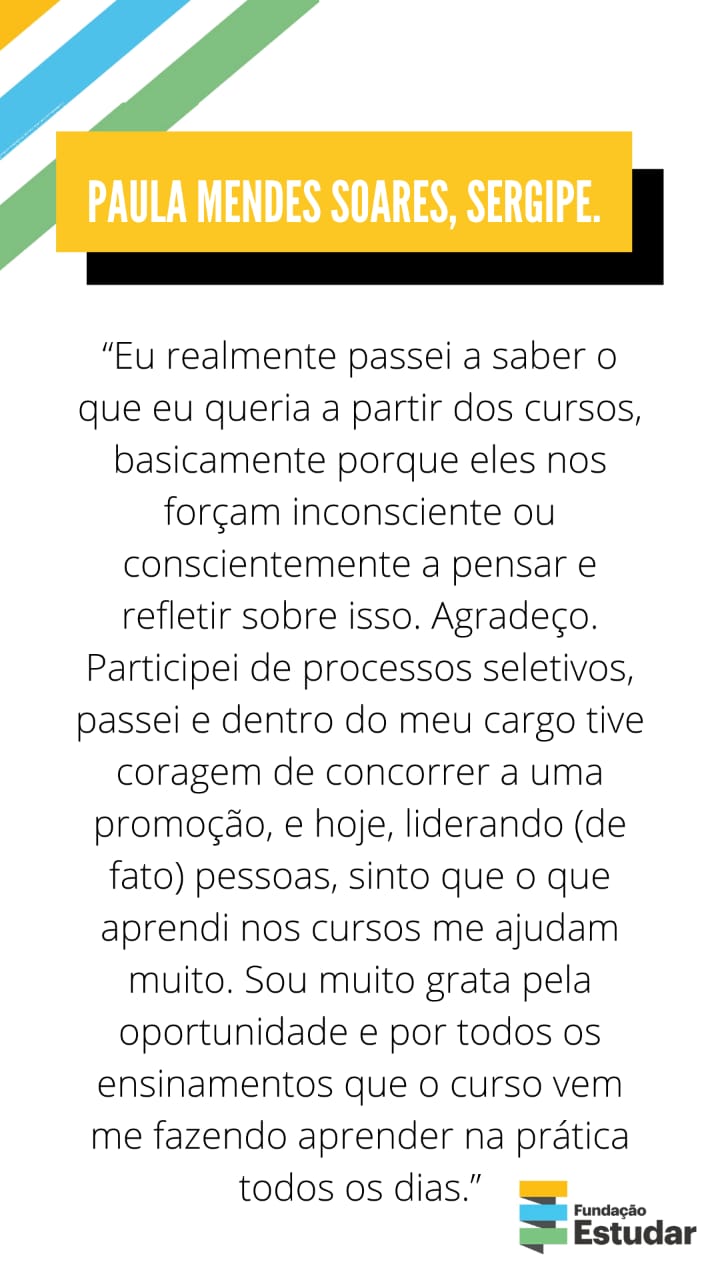 PAULA MENDES SOARES, SERGIPE.
“Eu realmente passei a saber o
que eu queria a partir dos cursos,
basicamente porque eles nos
forçam inconsciente ou
conscientemente a pensar e
refletir sobre isso. Agradeço.
Participei de processos seletivos,
passei e dentro do meu cargo tive
coragem de concorrer a uma
promoção, e hoje, liderando (de
fato) pessoas, sinto que o que
aprendi nos cursos me ajudam
muito. Sou muito grata pela
oportunidade e por todos os
ensinamentos que o curso vem
me fazendo aprender na prática
todos os dias.”
Fundação
Estudar